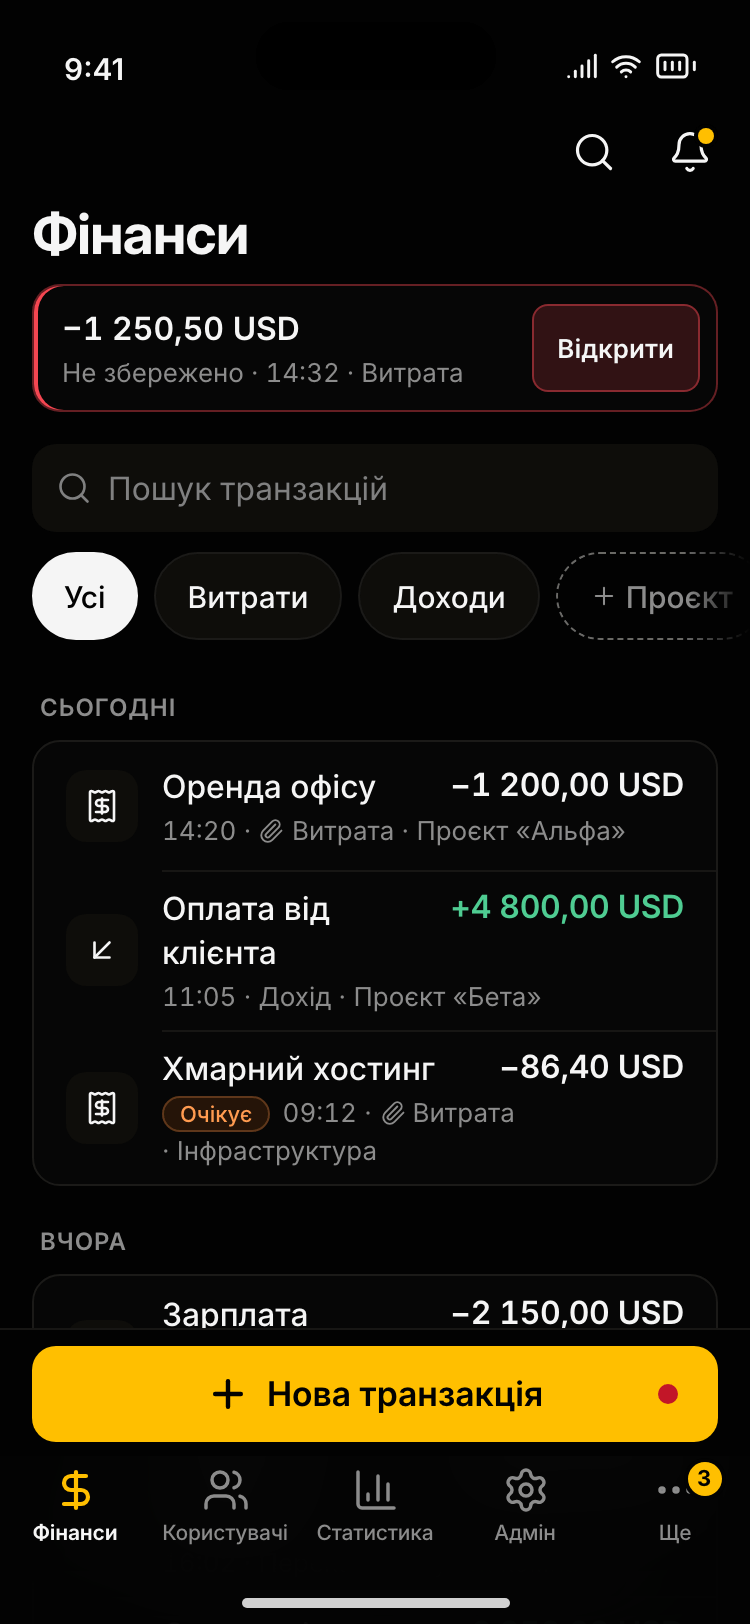 9:41
Фінанси
−1 250,50 USD
Не збережено · 14:32 · Витрата
Відкрити
Пошук транзакцій
Усі
Витрати
Доходи
+ Проєкт
СЬОГОДНІ
Оренда офісу
−1 200,00 USD
14:20 · Витрата · Проєкт «Альфа»
Оплата від
клієнта
+4 800,00 USD
11:05 · Дохід · Проєкт «Бета»
Хмарний хостинг
−86,40 USD
Очікує 09:12 · Витрата
· Інфраструктура
ВЧОРА
Зарплата
−2 150,00 USD
+ Нова транзакція
Фінанси
Користувачі
Статистика
Адмін
3
Ще